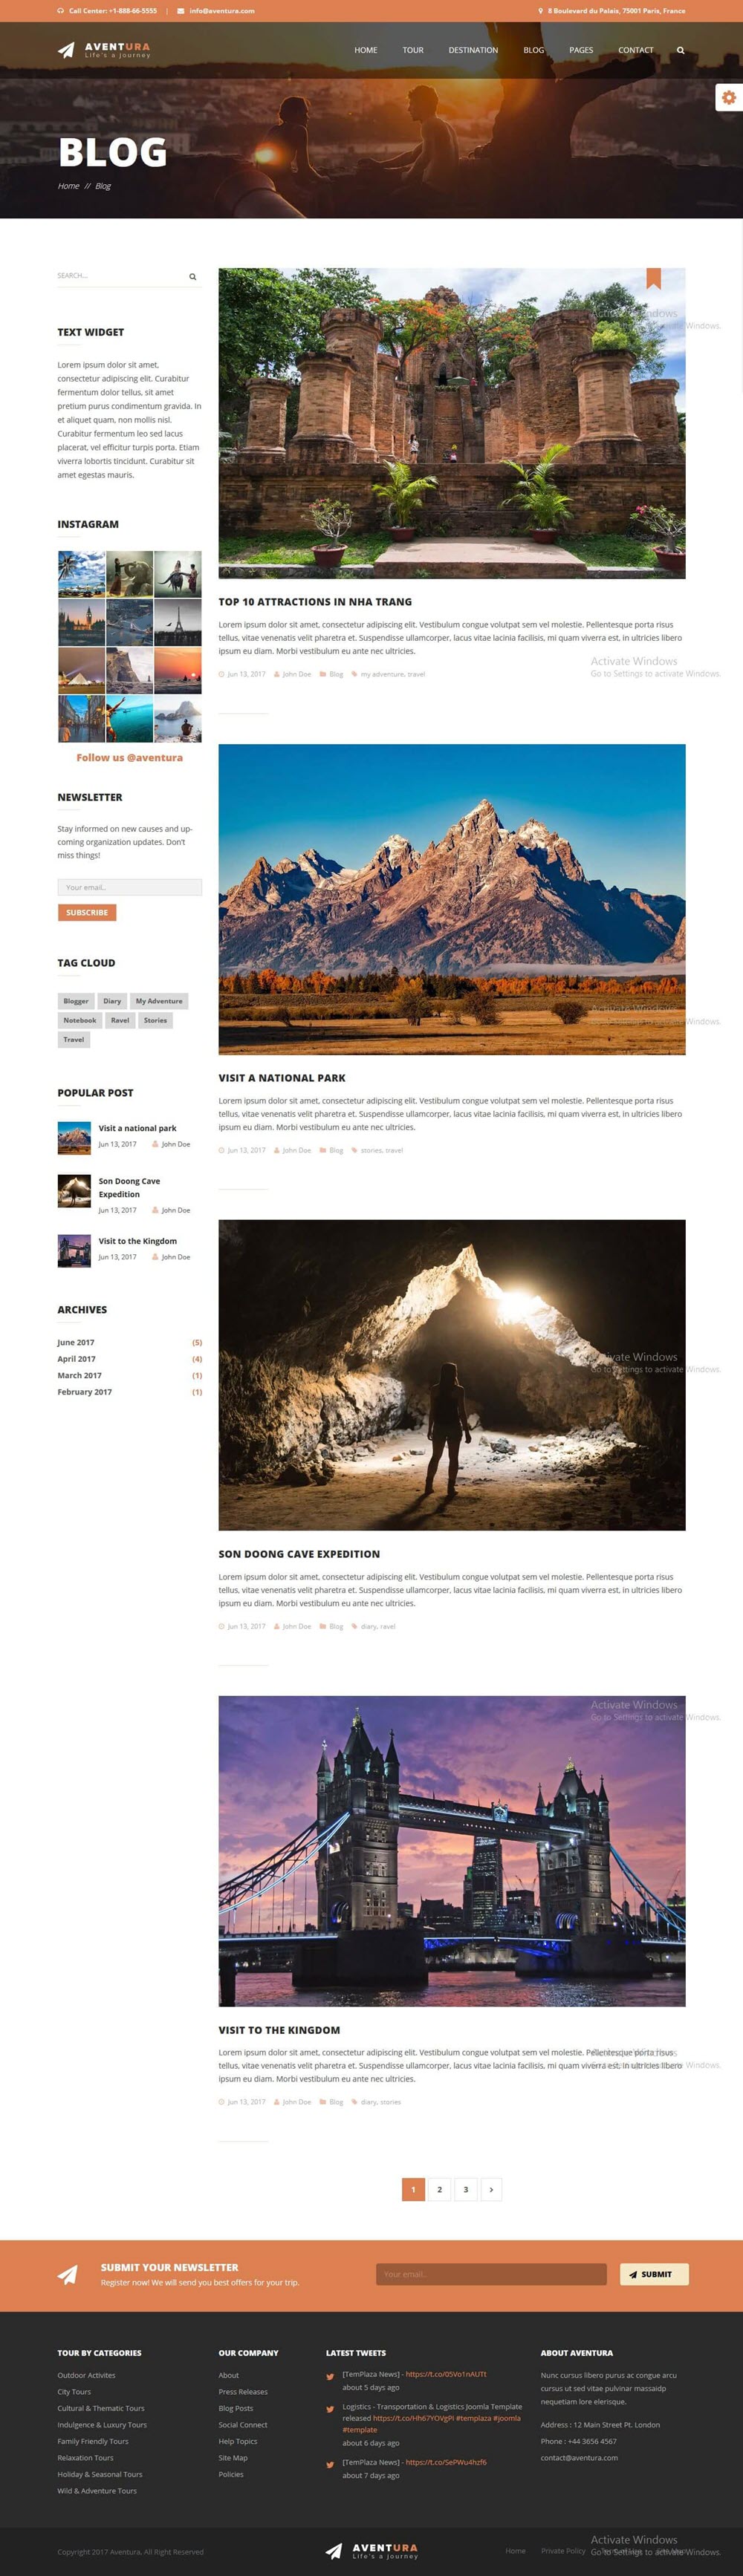 Call Center: +1-888-66-5555 | info@aventura.com
8 Boulevard du Palais, 75001 Paris, France
AVENTURA
Life's a Journey
HOME TOUR DESTINATION BLOG PAGES CONTACT
BLOG
Home // Blog
SEARCH...
TEXT WIDGET
Lorem ipsum dolor sit amet,
consectetur adipiscing elit. Curabitur
fermentum dolor tellus, sit amet
pretium purus condimentum gravida. In
et aliquet quam, non mollis nisl.
Curabitur fermentum leo sed lacus
placerat, vel efficitur turpis porta. Etiam
viverra lobortis tincidunt. Curabitur sit
amet egestas mauris.
INSTAGRAM
Follow us @aventura
NEWSLETTER
Stay informed on new causes and up-
coming organization updates. Don't
miss things!
Your email..
SUBSCRIBE
TAG CLOUD
Blogger Diary My Adventure
Notebook Ravel Stories
Travel
POPULAR POST
Visit a national park
Jun 13, 2017 John Doe
Son Doong Cave
Expedition
Jun 13, 2017 John Doe
Visit to the Kingdom
Jun 13, 2017 John Doe
ARCHIVES
June 2017 (5)
April 2017 (4)
March 2017 (1)
February 2017 (1)
Activate Windows
Windows.
TOP 10 ATTRACTIONS IN NHA TRANG
Lorem ipsum dolor sit amet, consectetur adipiscing elit. Vestibulum congue volutpat sem vel molestie. Pellentesque porta risus
tellus, vitae venenatis velit pharetra et. Suspendisse ullamcorper, lacus vitae lacinia facilisis, mi quam viverra est, in ultricies libero
ipsum eu diam. Morbi vestibulum eu ante nec ultricies.
Jun 13, 2017 John Doe Blog my adventure, travel
Activate Windows
Go to Settings to activate Windows.
Activate Windows
Windows.
VISIT A NATIONAL PARK
Lorem ipsum dolor sit amet, consectetur adipiscing elit. Vestibulum congue volutpat sem vel molestie. Pellentesque porta risus
tellus, vitae venenatis velit pharetra et. Suspendisse ullamcorper, lacus vitae lacinia facilisis, mi quam viverra est, in ultricies libero
ipsum eu diam. Morbi vestibulum eu ante nec ultricies.
Jun 13, 2017 John Doe Blog stories, travel
Activate Windows
Go to Settings to activate Windows.
SON DOONG CAVE EXPEDITION
Lorem ipsum dolor sit amet, consectetur adipiscing elit. Vestibulum congue volutpat sem vel molestie. Pellentesque porta risus
tellus, vitae venenatis velit pharetra et. Suspendisse ullamcorper, lacus vitae lacinia facilisis, mi quam viverra est, in ultricies libero
ipsum eu diam. Morbi vestibulum eu ante nec ultricies.
Jun 13, 2017 John Doe Blog diary, ravel
Activate Windows
Go to Settings to activate Windows.
VISIT TO THE KINGDOM
Lorem ipsum dolor sit amet, consectetur adipiscing elit. Vestibulum congue volutpat sem vel molestie. Pellentesque porta risus
tellus, vitae venenatis velit pharetra et. Suspendisse ullamcorper, lacus vitae lacinia facilisis, mi quam viverra est, in ultricies libero
ipsum eu diam. Morbi vestibulum eu ante nec ultricies.
Windows.
Jun 13, 2017 John Doe Blog diary, stories
1 2 3 >
SUBMIT YOUR NEWSLETTER
Register now! We will send you best offers for your trip.
Your email..
SUBMIT
TOUR BY CATEGORIES
Outdoor Activites
City Tours
Cultural & Thematic Tours
Indulgence & Luxury Tours
Family Friendly Tours
Relaxation Tours
Holiday & Seasonal Tours
Wild & Adventure Tours
OUR COMPANY
About
Press Releases
Blog Posts
Social Connect
Help Topics
Site Map
Policies
LATEST TWEETS
[TemPlaza News] - https://t.co/05Vo1nAUTt
about 5 days ago
Logistics - Transportation & Logistics Joomla Template
released https://t.co/Hh67YOVgPl #templaza #joomla
#template
about 6 days ago
[TemPlaza News] - https://t.co/SePWu4hzf6
about 7 days ago
ABOUT AVENTURA
Nunc cursus libero purus ac congue arcu
cursus ut sed vitae pulvinar massaidp
nequetiam lore elerisque.
Address : 12 Main Street Pt. London
Phone : +44 3656 4567
contact@aventura.com
Copyright 2017 Aventura, All Right Reserved
AVENTURA
Life's a Journey
Home Private Policy
Activate Windows
Go to Settings to activate Windows.